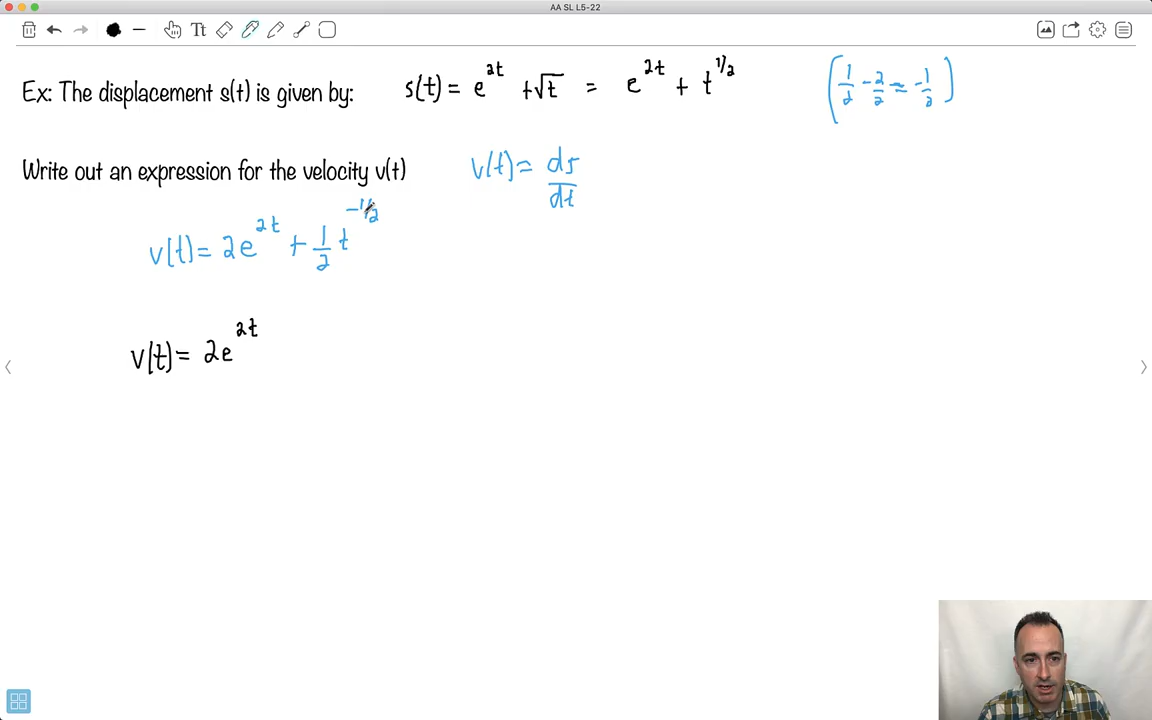 AA SL L5-22
Tt
Ex: The displacement s(t) is given by: s(t) = e^{2t} + √t = e^{2t} + t^{1/2} (1/2 - 2/2 = -1/2)
Write out an expression for the velocity v(t) v(t) = ds/dt
v(t) = 2e^{2t} + 1/2 t^{-1/2}
v(t) = 2e^{2t}